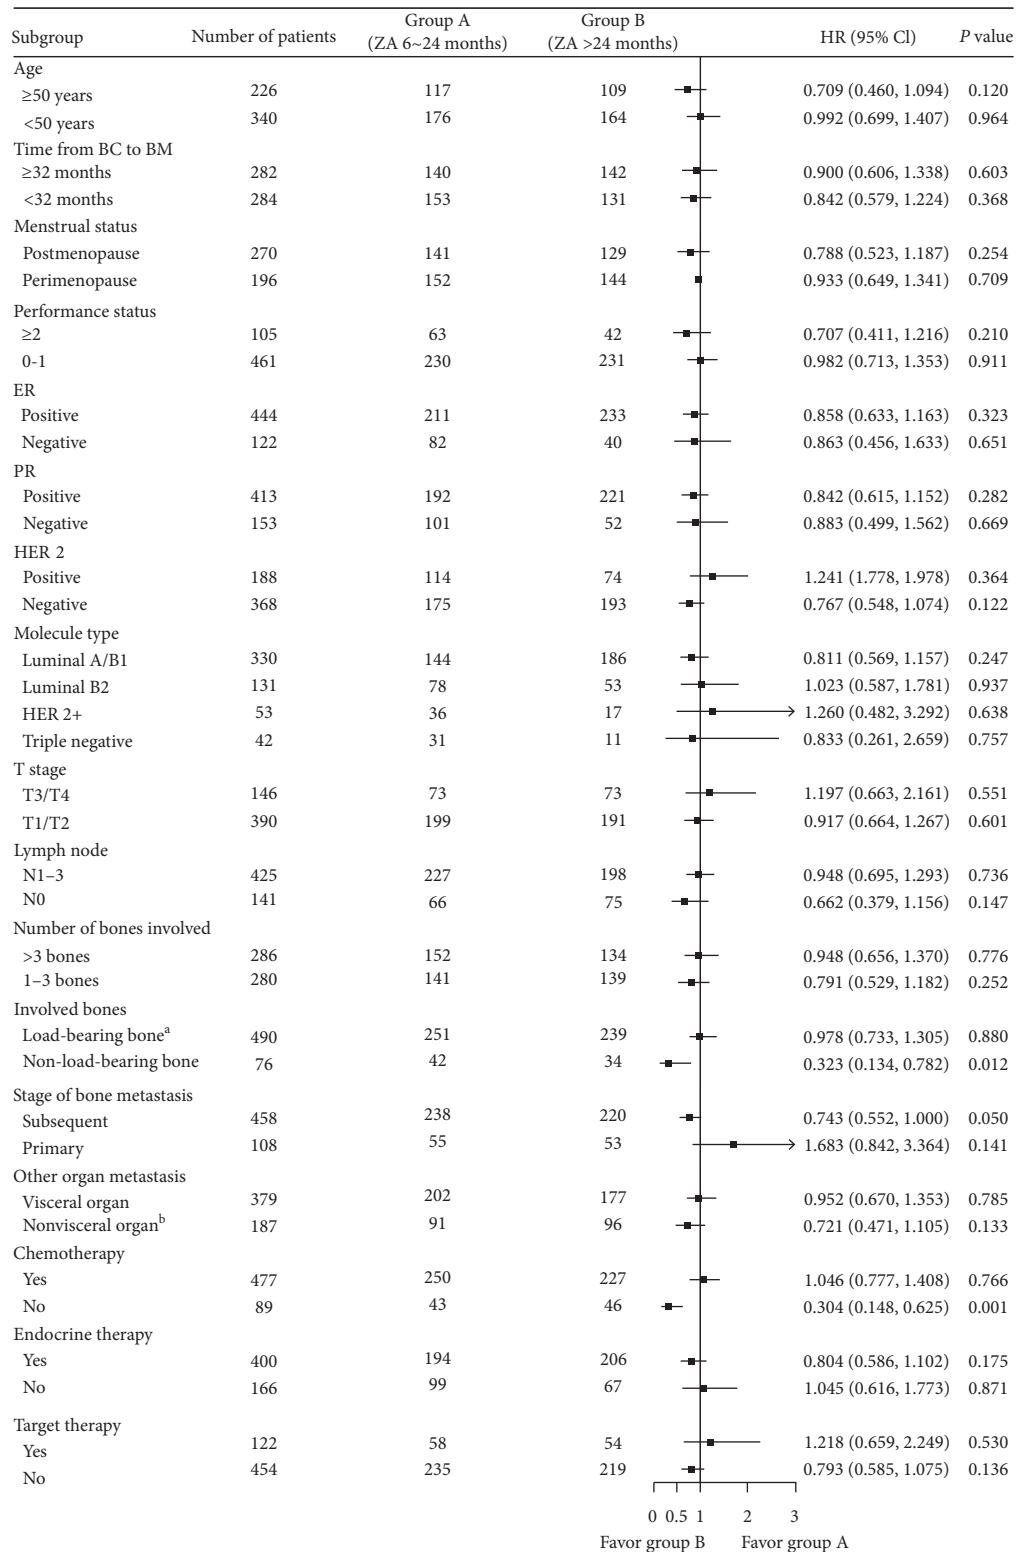 Subgroup Number of patients Group A (ZA 6~24 months) Group B (ZA >24 months) HR (95% Cl) P value
Age
≥50 years 226 117 109 0.709 (0.460, 1.094) 0.120
<50 years 340 176 164 0.992 (0.699, 1.407) 0.964
Time from BC to BM
≥32 months 282 140 142 0.900 (0.606, 1.338) 0.603
<32 months 284 153 131 0.842 (0.579, 1.224) 0.368
Menstrual status
Postmenopause 270 141 129 0.788 (0.523, 1.187) 0.254
Perimenopause 196 152 144 0.933 (0.649, 1.341) 0.709
Performance status
≥2 105 63 42 0.707 (0.411, 1.216) 0.210
0-1 461 230 231 0.982 (0.713, 1.353) 0.911
ER
Positive 444 211 233 0.858 (0.633, 1.163) 0.323
Negative 122 82 40 0.863 (0.456, 1.633) 0.651
PR
Positive 413 192 221 0.842 (0.615, 1.152) 0.282
Negative 153 101 52 0.883 (0.499, 1.562) 0.669
HER 2
Positive 188 114 74 1.241 (1.778, 1.978) 0.364
Negative 368 175 193 0.767 (0.548, 1.074) 0.122
Molecule type
Luminal A/B1 330 144 186 0.811 (0.569, 1.157) 0.247
Luminal B2 131 78 53 1.023 (0.587, 1.781) 0.937
HER 2+ 53 36 17 1.260 (0.482, 3.292) 0.638
Triple negative 42 31 11 0.833 (0.261, 2.659) 0.757
T stage
T3/T4 146 73 73 1.197 (0.663, 2.161) 0.551
T1/T2 390 199 191 0.917 (0.664, 1.267) 0.601
Lymph node
N1–3 425 227 198 0.948 (0.695, 1.293) 0.736
N0 141 66 75 0.662 (0.379, 1.156) 0.147
Number of bones involved
>3 bones 286 152 134 0.948 (0.656, 1.370) 0.776
1–3 bones 280 141 139 0.791 (0.529, 1.182) 0.252
Involved bones
Load-bearing boneᵃ 490 251 239 0.978 (0.733, 1.305) 0.880
Non-load-bearing bone 76 42 34 0.323 (0.134, 0.782) 0.012
Stage of bone metastasis
Subsequent 458 238 220 0.743 (0.552, 1.000) 0.050
Primary 108 55 53 1.683 (0.842, 3.364) 0.141
Other organ metastasis
Visceral organ 379 202 177 0.952 (0.670, 1.353) 0.785
Nonvisceral organᵇ 187 91 96 0.721 (0.471, 1.105) 0.133
Chemotherapy
Yes 477 250 227 1.046 (0.777, 1.408) 0.766
No 89 43 46 0.304 (0.148, 0.625) 0.001
Endocrine therapy
Yes 400 194 206 0.804 (0.586, 1.102) 0.175
No 166 99 67 1.045 (0.616, 1.773) 0.871
Target therapy
Yes 122 58 54 1.218 (0.659, 2.249) 0.530
No 454 235 219 0.793 (0.585, 1.075) 0.136
0 0.5 1 2 3
Favor group B Favor group A